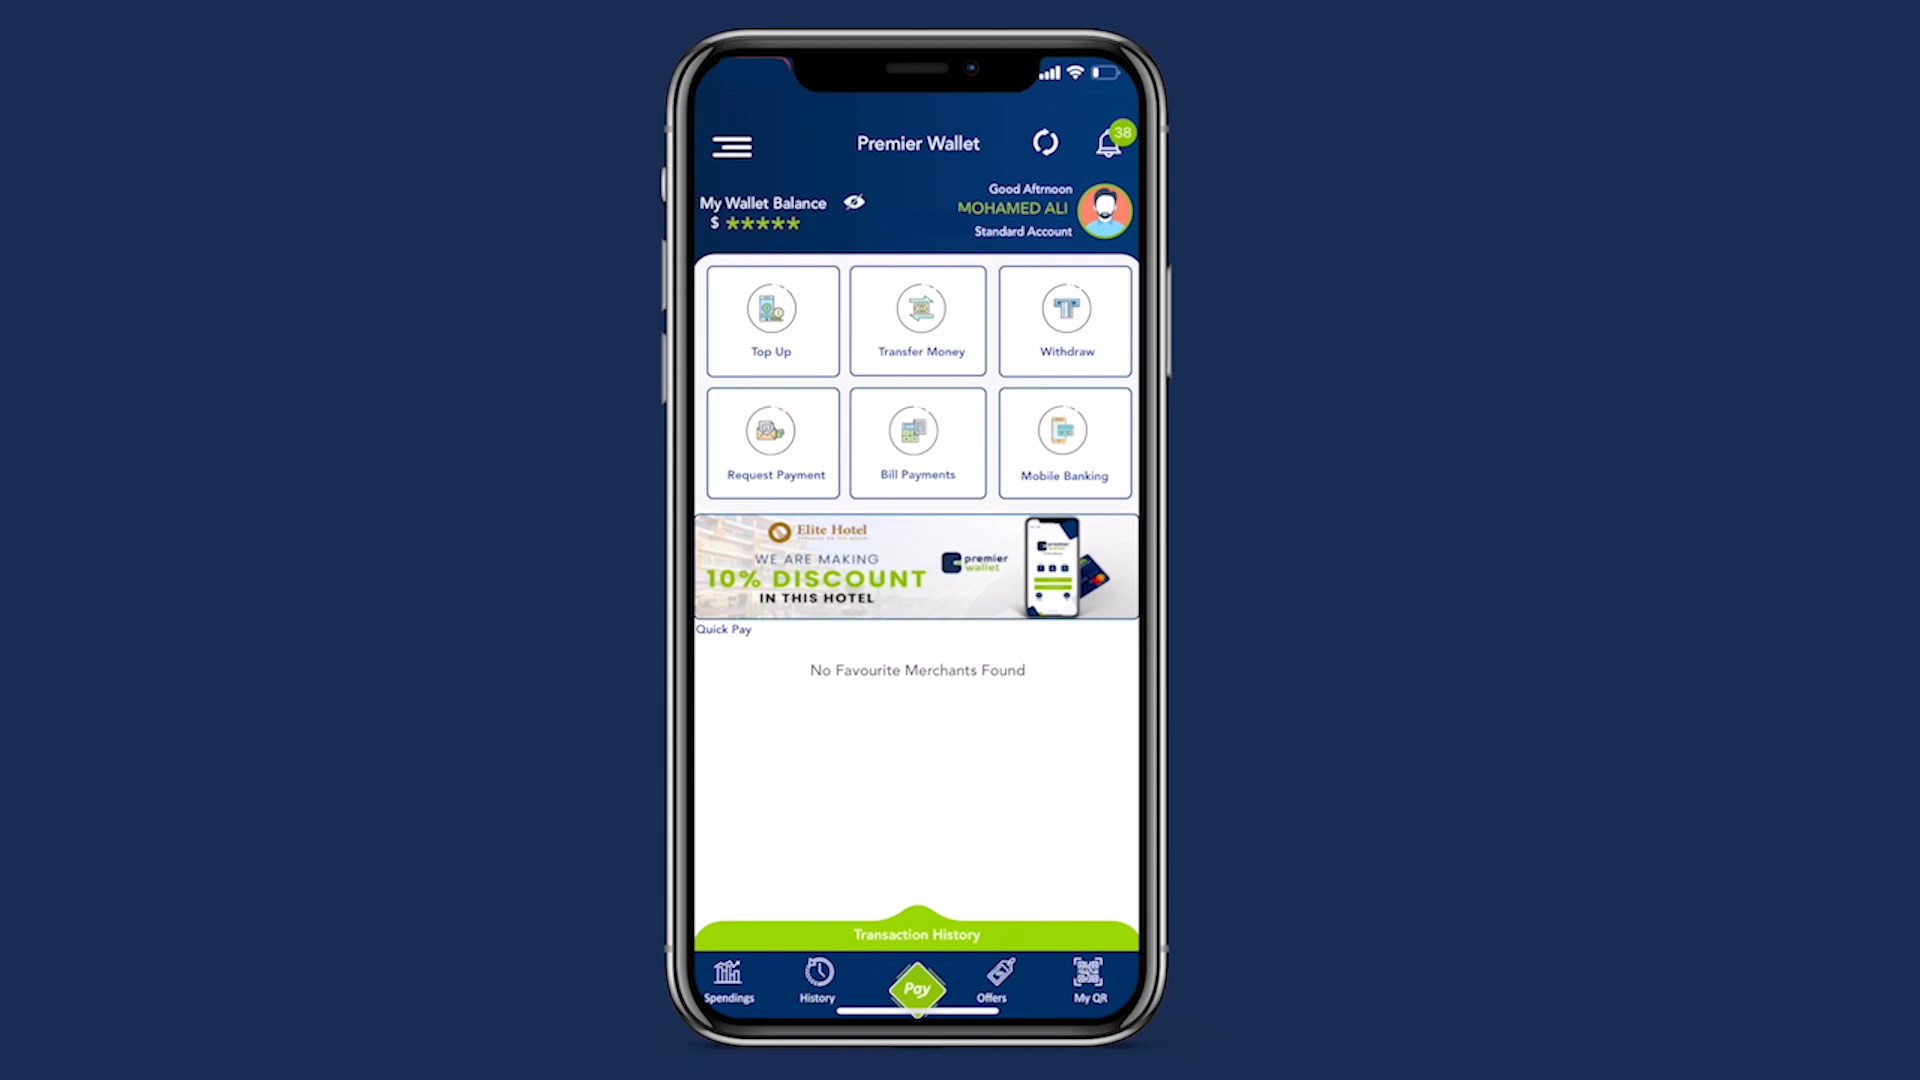 Premier Wallet
38
My Wallet Balance
$ *****
Good Aftrnoon
MOHAMED ALI
Standard Account
Top Up
Transfer Money
Withdraw
Request Payment
Bill Payments
Mobile Banking
Elite Hotel
WE ARE MAKING
10% DISCOUNT
IN THIS HOTEL
premier
wallet
premier
Quick Pay
No Favourite Merchants Found
Transaction History
Spendings
History
Pay
Offers
My QR